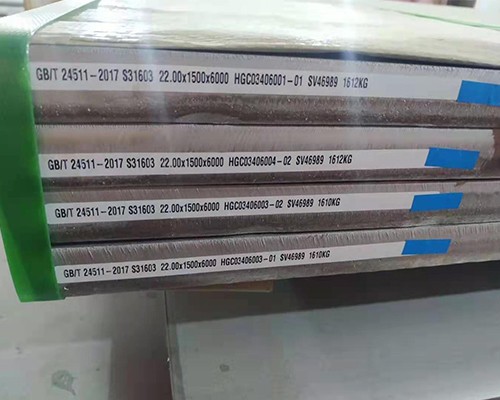 GB/T 24511-2017 S31603 22.00x1500x6000 HGC03406001-01 SV46989 1612KG
GB/T 24511-2017 S31603 22.00x1500x6000 HGC03406004-02 SV46989 1612KG
GB/T 24511-2017 S31603 22.00x1500x6000 HGC03406003-02 SV46989 1610KG
GB/T 24511-2017 S31603 22.00x1500x6000 HGC03406003-01 SV46989 1610KG